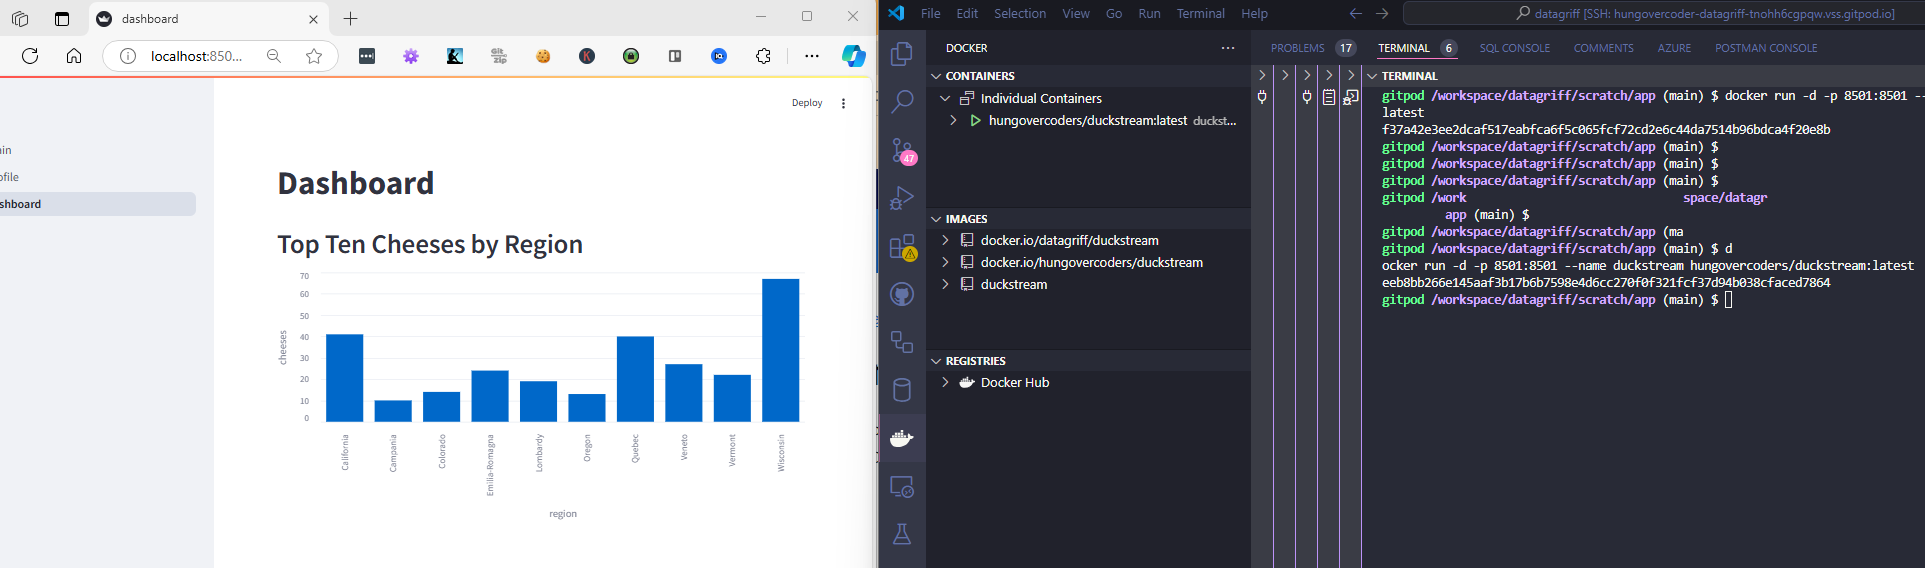 dashboard
localhost:850...
Git
zip
K
IQ
Deploy
in
ofile
shboard
Dashboard
Top Ten Cheeses by Region
70
60
50
40
30
20
10
0
cheeses
California
Campania
Colorado
Emilia-Romagna
Lombardy
Oregon
Quebec
Veneto
Vermont
Wisconsin
region
File Edit Selection View Go Run Terminal Help
datagriff [SSH: hungovercoder-datagriff-tnohh6cgpqw.vss.gitpod.io]
47
DOCKER
CONTAINERS
Individual Containers
hungovercoders/duckstream:latest duckst...
IMAGES
docker.io/datagriff/duckstream
docker.io/hungovercoders/duckstream
duckstream
REGISTRIES
Docker Hub
PROBLEMS 17 TERMINAL 6 SQL CONSOLE COMMENTS AZURE POSTMAN CONSOLE
TERMINAL
gitpod /workspace/datagriff/scratch/app (main) $ docker run -d -p 8501:8501 --
latest
f37a42e3ee2dcaf517eabfca6f5c065fcf72cd2e6c44da7514b96bdca4f20e8b
gitpod /workspace/datagriff/scratch/app (main) $
gitpod /workspace/datagriff/scratch/app (main) $
gitpod /workspace/datagriff/scratch/app (main) $
gitpod /work space/datagr
app (main) $
gitpod /workspace/datagriff/scratch/app (ma
gitpod /workspace/datagriff/scratch/app (main) $ d
ocker run -d -p 8501:8501 --name duckstream hungovercoders/duckstream:latest
eeb8bb266e145aaf3b17b6b7598e4d6cc270f0f321fcf37d94b038cfaced7864
gitpod /workspace/datagriff/scratch/app (main) $